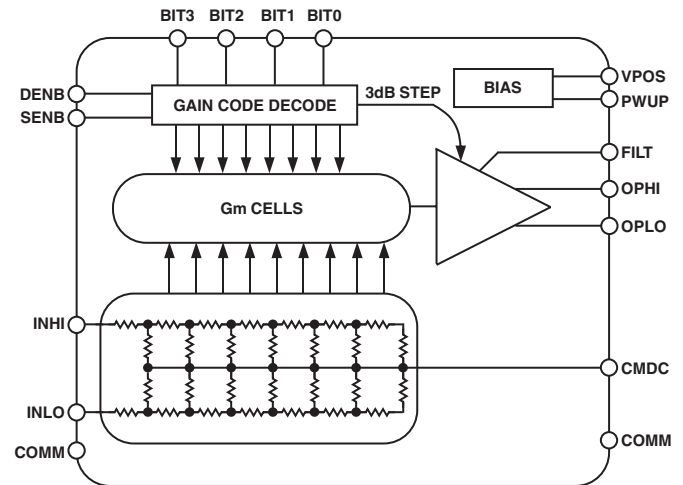 BIT3 BIT2 BIT1 BIT0
DENB
SENB
GAIN CODE DECODE
3dB STEP
BIAS
VPOS
PWUP
FILT
OPHI
OPLO
Gm CELLS
INHI
INLO
COMM
CMDC
COMM